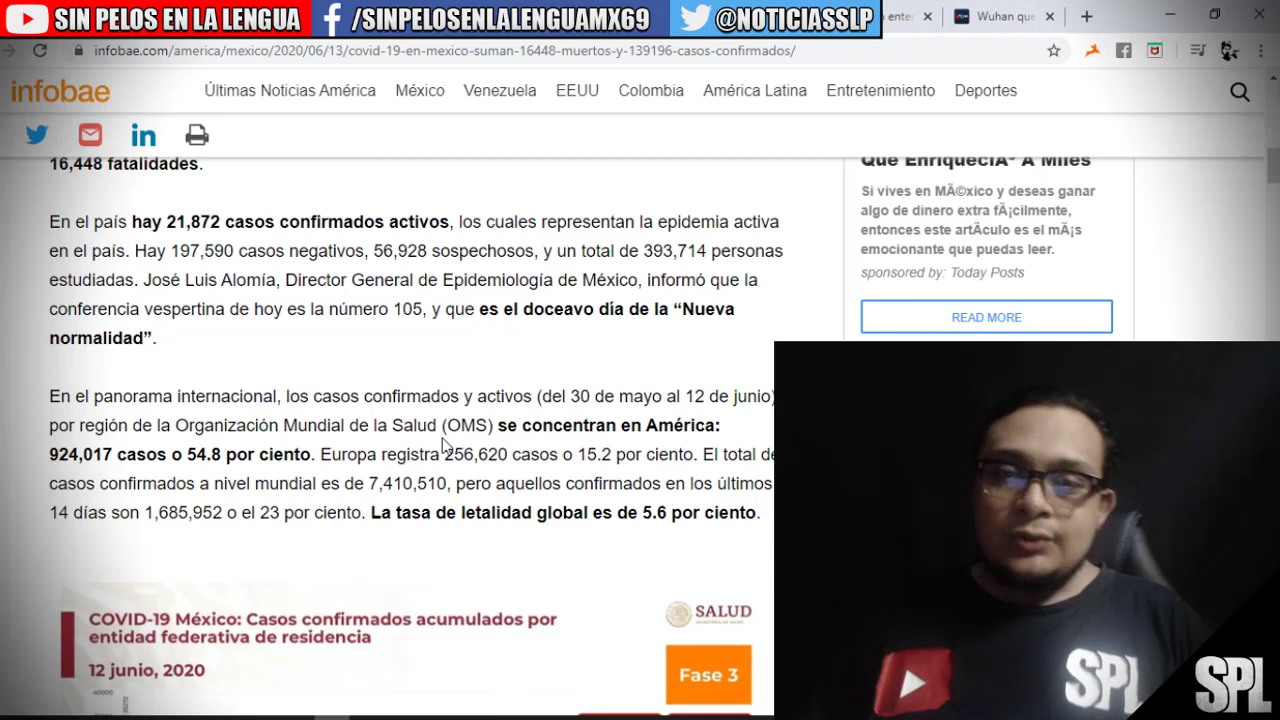 SIN PELOS EN LA LENGUA
/SINPELOSENLALENGUAMX69
@NOTICIASSLP
enter
Wuhan que
infobae.com/america/mexico/2020/06/13/covid-19-en-mexico-suman-16448-muertos-y-139196-casos-confirmados/
infobae
Últimas Noticias América México Venezuela EEUU Colombia América Latina Entretenimiento Deportes
16,448 fatalidades.
En el país hay 21,872 casos confirmados activos, los cuales representan la epidemia activa
en el país. Hay 197,590 casos negativos, 56,928 sospechosos, y un total de 393,714 personas
estudiadas. José Luis Alomía, Director General de Epidemiología de México, informó que la
conferencia vespertina de hoy es la número 105, y que es el doceavo día de la “Nueva
normalidad”.
En el panorama internacional, los casos confirmados y activos (del 30 de mayo al 12 de junio)
por región de la Organización Mundial de la Salud (OMS) se concentran en América:
924,017 casos o 54.8 por ciento. Europa registra 256,620 casos o 15.2 por ciento. El total de
casos confirmados a nivel mundial es de 7,410,510, pero aquellos confirmados en los últimos
14 días son 1,685,952 o el 23 por ciento. La tasa de letalidad global es de 5.6 por ciento.
COVID-19 México: Casos confirmados acumulados por
entidad federativa de residencia
12 junio, 2020
SALUD
Fase 3
40000
Que EnriqueciÃ³ A Miles
Si vives en MÃ©xico y deseas ganar
algo de dinero extra fÃ¡cilmente,
entonces este artÃculo es el mÃ¡s
emocionante que puedas leer.
sponsored by: Today Posts
READ MORE
SPL
SPL